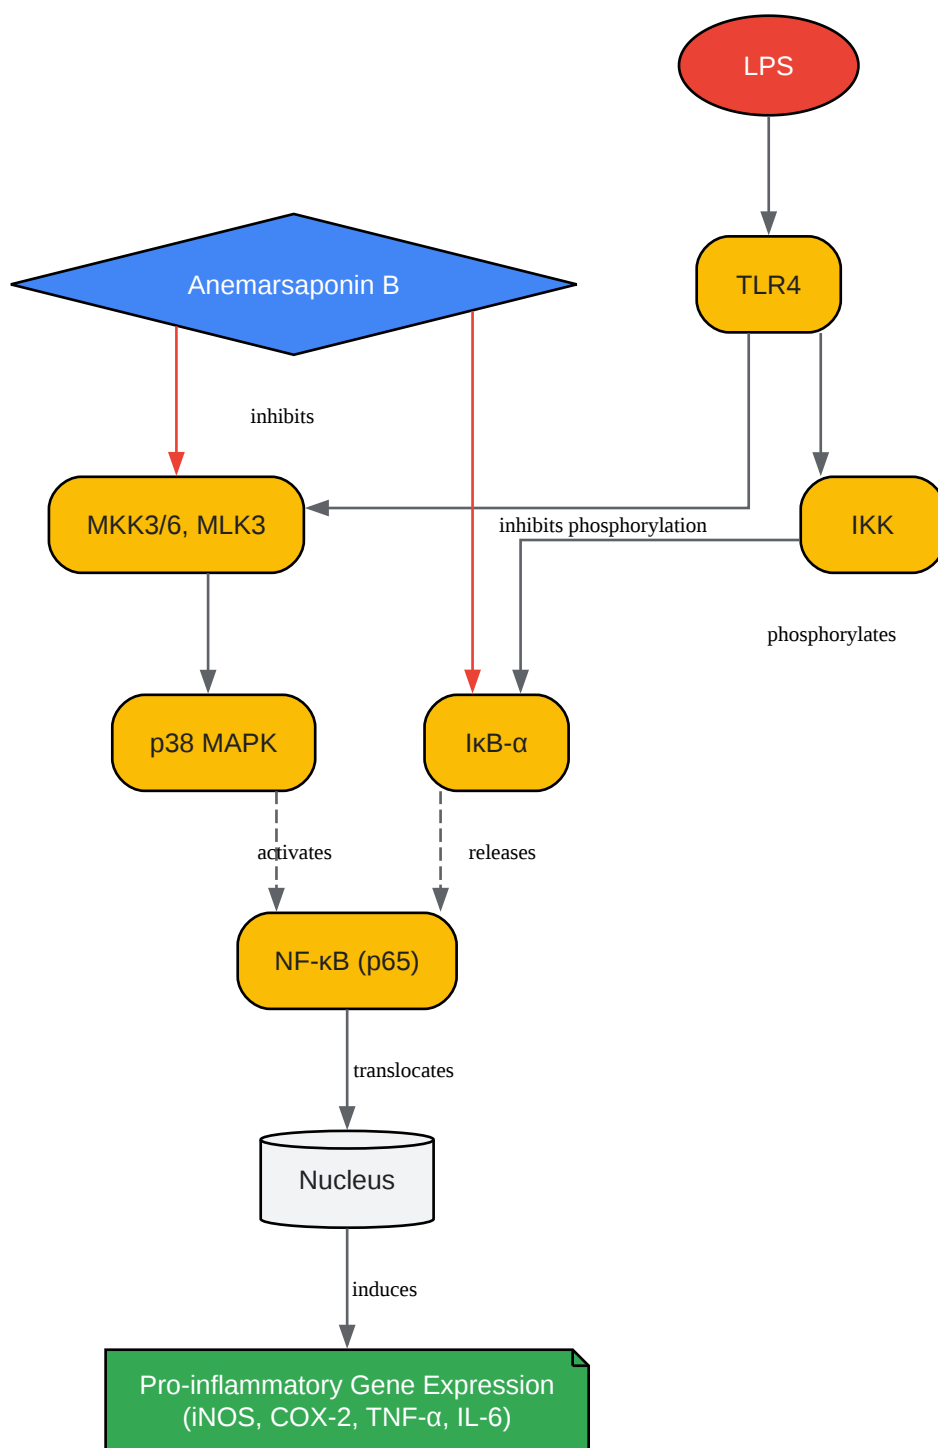 LPS
Anemarsaponin B
TLR4
inhibits
MKK3/6, MLK3
inhibits phosphorylation
IKK
phosphorylates
p38 MAPK
IκB-α
activates
releases
NF-κB (p65)
translocates
Nucleus
induces
Pro-inflammatory Gene Expression
(iNOS, COX-2, TNF-α, IL-6)